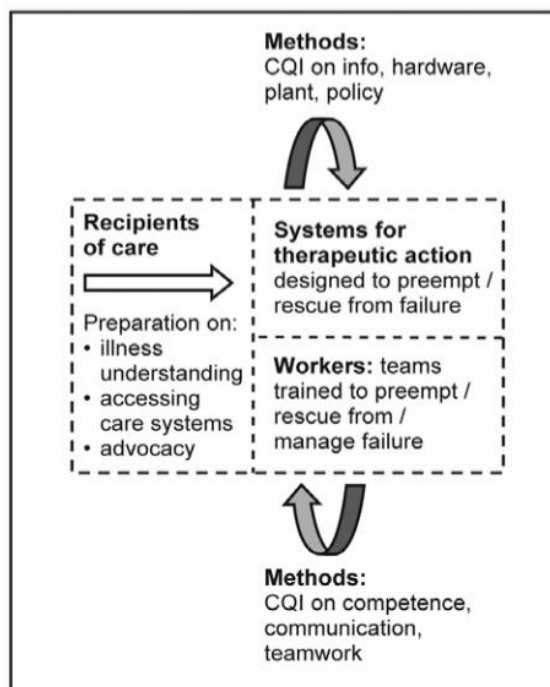 Methods:
CQI on info, hardware,
plant, policy
Recipients
of care
Preparation on:
• illness
understanding
• accessing
care systems
• advocacy
Systems for
therapeutic action
designed to preempt /
rescue from failure
Workers: teams
trained to preempt /
rescue from /
manage failure
Methods:
CQI on competence,
communication,
teamwork